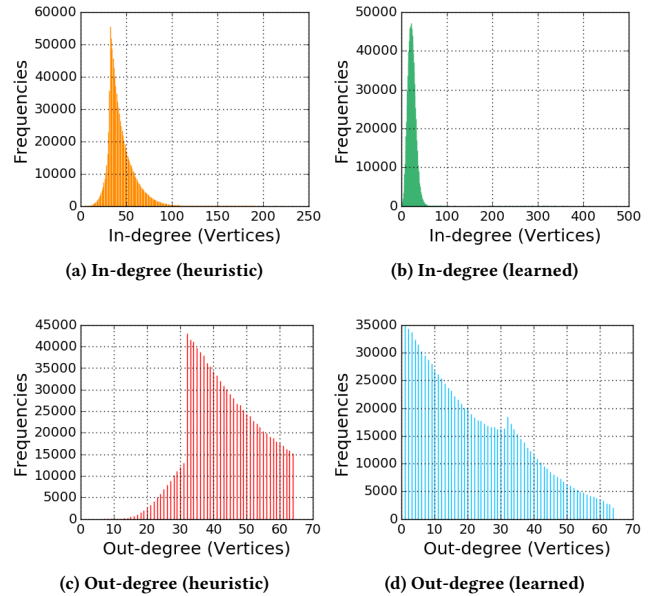 60000
50000
40000
30000
20000
10000
0
Frequencies
0 50 100 150 200 250
In-degree (Vertices)
(a) In-degree (heuristic)
50000
40000
30000
20000
10000
0
Frequencies
0 100 200 300 400 500
In-degree (Vertices)
(b) In-degree (learned)
45000
40000
35000
30000
25000
20000
15000
10000
5000
0
Frequencies
0 10 20 30 40 50 60 70
Out-degree (Vertices)
(c) Out-degree (heuristic)
35000
30000
25000
20000
15000
10000
5000
0
Frequencies
0 10 20 30 40 50 60 70
Out-degree (Vertices)
(d) Out-degree (learned)